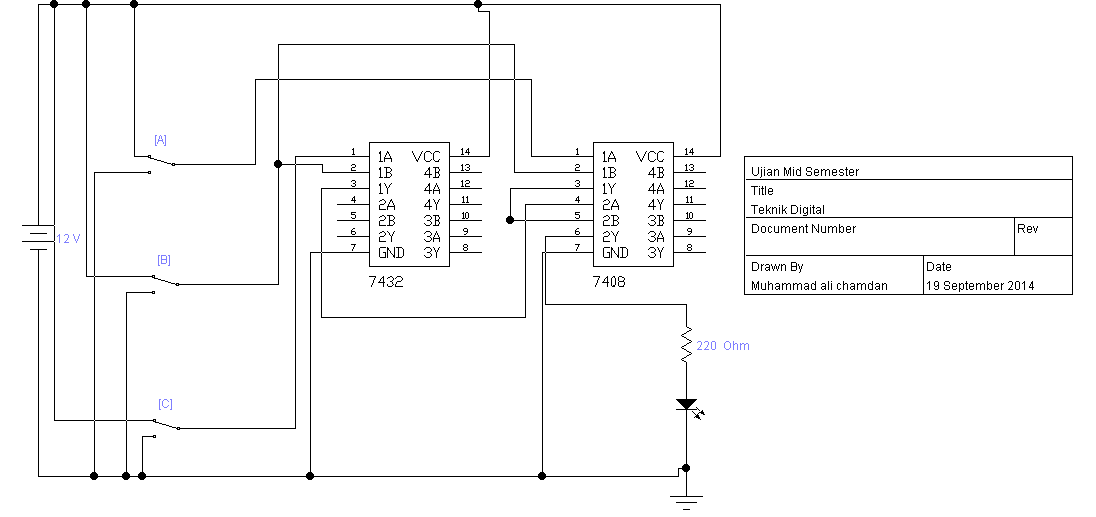 [A]
[B]
[C]
12 V
1 1A VCC 14
2 1B 4B 13
3 1Y 4A 12
4 2A 4Y 11
5 2B 3B 10
6 2Y 3A 9
7 GND 3Y 8
7432
1 1A VCC 14
2 1B 4B 13
3 1Y 4A 12
4 2A 4Y 11
5 2B 3B 10
6 2Y 3A 9
7 GND 3Y 8
7408
220 Ohm
Ujian Mid Semester
Title
Teknik Digital
Document Number Rev
Drawn By Date
Muhammad ali chamdan 19 September 2014